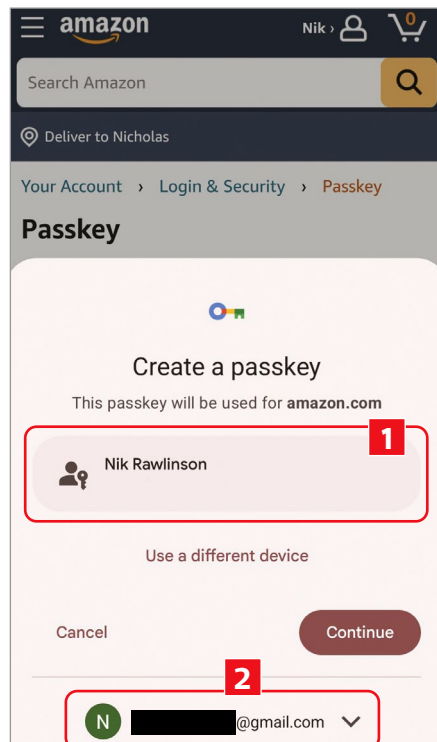 amazon
Nik ›
0
Search Amazon
Deliver to Nicholas
Your Account › Login & Security › Passkey
Passkey
Create a passkey
This passkey will be used for amazon.com
1
Nik Rawlinson
Use a different device
Cancel
Continue
2
N
@gmail.com